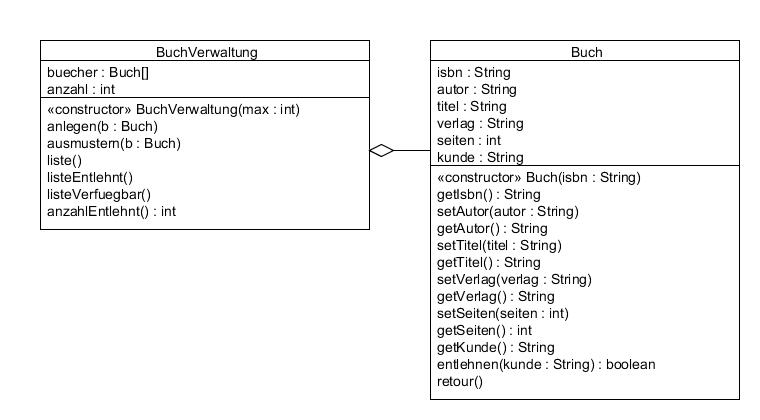 BuchVerwaltung
buecher : Buch[]
anzahl : int
«constructor» BuchVerwaltung(max : int)
anlegen(b : Buch)
ausmustern(b : Buch)
liste()
listeEntlehnt()
listeVerfuegbar()
anzahlEntlehnt() : int
Buch
isbn : String
autor : String
titel : String
verlag : String
seiten : int
kunde : String
«constructor» Buch(isbn : String)
getIsbn() : String
setAutor(autor : String)
getAutor() : String
setTitel(titel : String)
getTitel() : String
setVerlag(verlag : String)
getVerlag() : String
setSeiten(seiten : int)
getSeiten() : int
getKunde() : String
entlehnen(kunde : String) : boolean
retour()